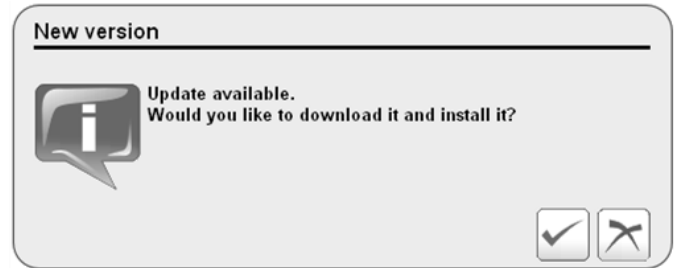 New version
Update available.
Would you like to download it and install it?